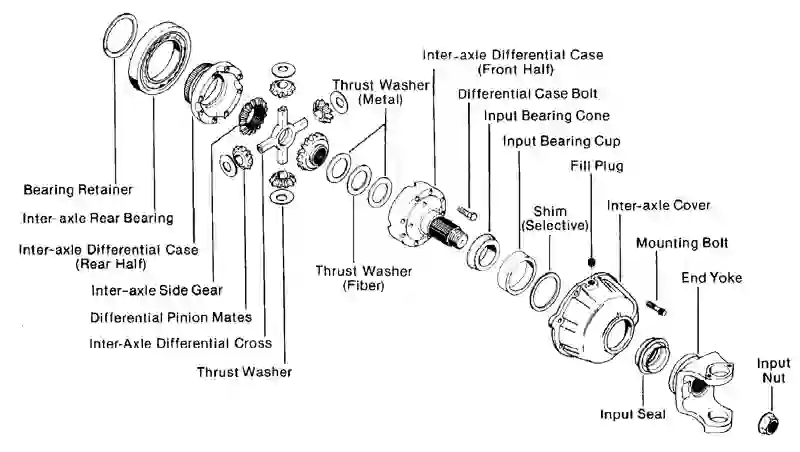 Inter-axle Differential Case
(Front Half)
Thrust Washer
(Metal)
Differential Case Bolt
Input Bearing Cone
Input Bearing Cup
Fill Plug
Bearing Retainer
Inter-axle Rear Bearing
Shim
(Selective)
Inter-axle Cover
Mounting Bolt
Inter-axle Differential Case
(Rear Half)
Thrust Washer
(Fiber)
End Yoke
Inter-axle Side Gear
Differential Pinion Mates
Inter-Axle Differential Cross
Thrust Washer
Input
Nut
Input Seal